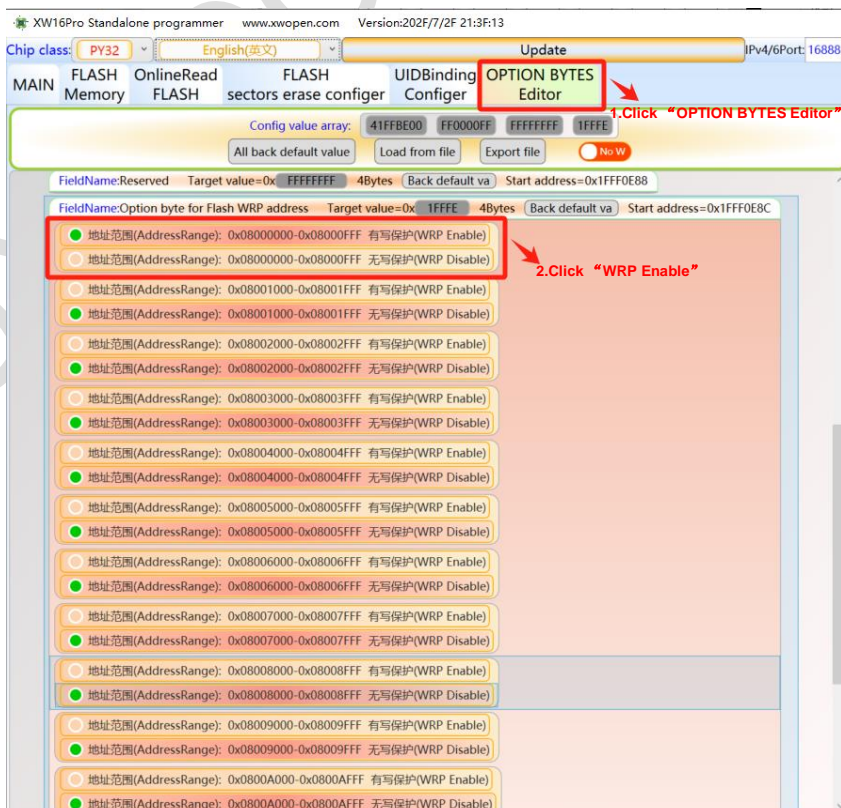 XW16Pro Standalone programmer www.xwopen.com Version:202F/7/2F 21:3F:13
Chip class: PY32 English(英文) Update IPv4/6Port: 16888
MAIN FLASH Memory OnlineRead FLASH FLASH sectors erase configer UIDBinding Configer OPTION BYTES Editor
1.Click “OPTION BYTES Editor”
Config value array: 41FFBE00 FF0000FF FFFFFFFF 1FFFE
All back default value Load from file Export file No W
FieldName:Reserved Target value=0x FFFFFFFF 4Bytes Back default va Start address=0x1FFF0E88
FieldName:Option byte for Flash WRP address Target value=0x 1FFFE 4Bytes Back default va Start address=0x1FFF0E8C
地址范围(AddressRange): 0x08000000-0x08000FFF 有写保护(WRP Enable)
地址范围(AddressRange): 0x08000000-0x08000FFF 无写保护(WRP Disable)
2.Click “WRP Enable”
地址范围(AddressRange): 0x08001000-0x08001FFF 有写保护(WRP Enable)
地址范围(AddressRange): 0x08001000-0x08001FFF 无写保护(WRP Disable)
地址范围(AddressRange): 0x08002000-0x08002FFF 有写保护(WRP Enable)
地址范围(AddressRange): 0x08002000-0x08002FFF 无写保护(WRP Disable)
地址范围(AddressRange): 0x08003000-0x08003FFF 有写保护(WRP Enable)
地址范围(AddressRange): 0x08003000-0x08003FFF 无写保护(WRP Disable)
地址范围(AddressRange): 0x08004000-0x08004FFF 有写保护(WRP Enable)
地址范围(AddressRange): 0x08004000-0x08004FFF 无写保护(WRP Disable)
地址范围(AddressRange): 0x08005000-0x08005FFF 有写保护(WRP Enable)
地址范围(AddressRange): 0x08005000-0x08005FFF 无写保护(WRP Disable)
地址范围(AddressRange): 0x08006000-0x08006FFF 有写保护(WRP Enable)
地址范围(AddressRange): 0x08006000-0x08006FFF 无写保护(WRP Disable)
地址范围(AddressRange): 0x08007000-0x08007FFF 有写保护(WRP Enable)
地址范围(AddressRange): 0x08007000-0x08007FFF 无写保护(WRP Disable)
地址范围(AddressRange): 0x08008000-0x08008FFF 有写保护(WRP Enable)
地址范围(AddressRange): 0x08008000-0x08008FFF 无写保护(WRP Disable)
地址范围(AddressRange): 0x08009000-0x08009FFF 有写保护(WRP Enable)
地址范围(AddressRange): 0x08009000-0x08009FFF 无写保护(WRP Disable)
地址范围(AddressRange): 0x0800A000-0x0800AFFF 有写保护(WRP Enable)
地址范围(AddressRange): 0x0800A000-0x0800AFFF 无写保护(WRP Disable)